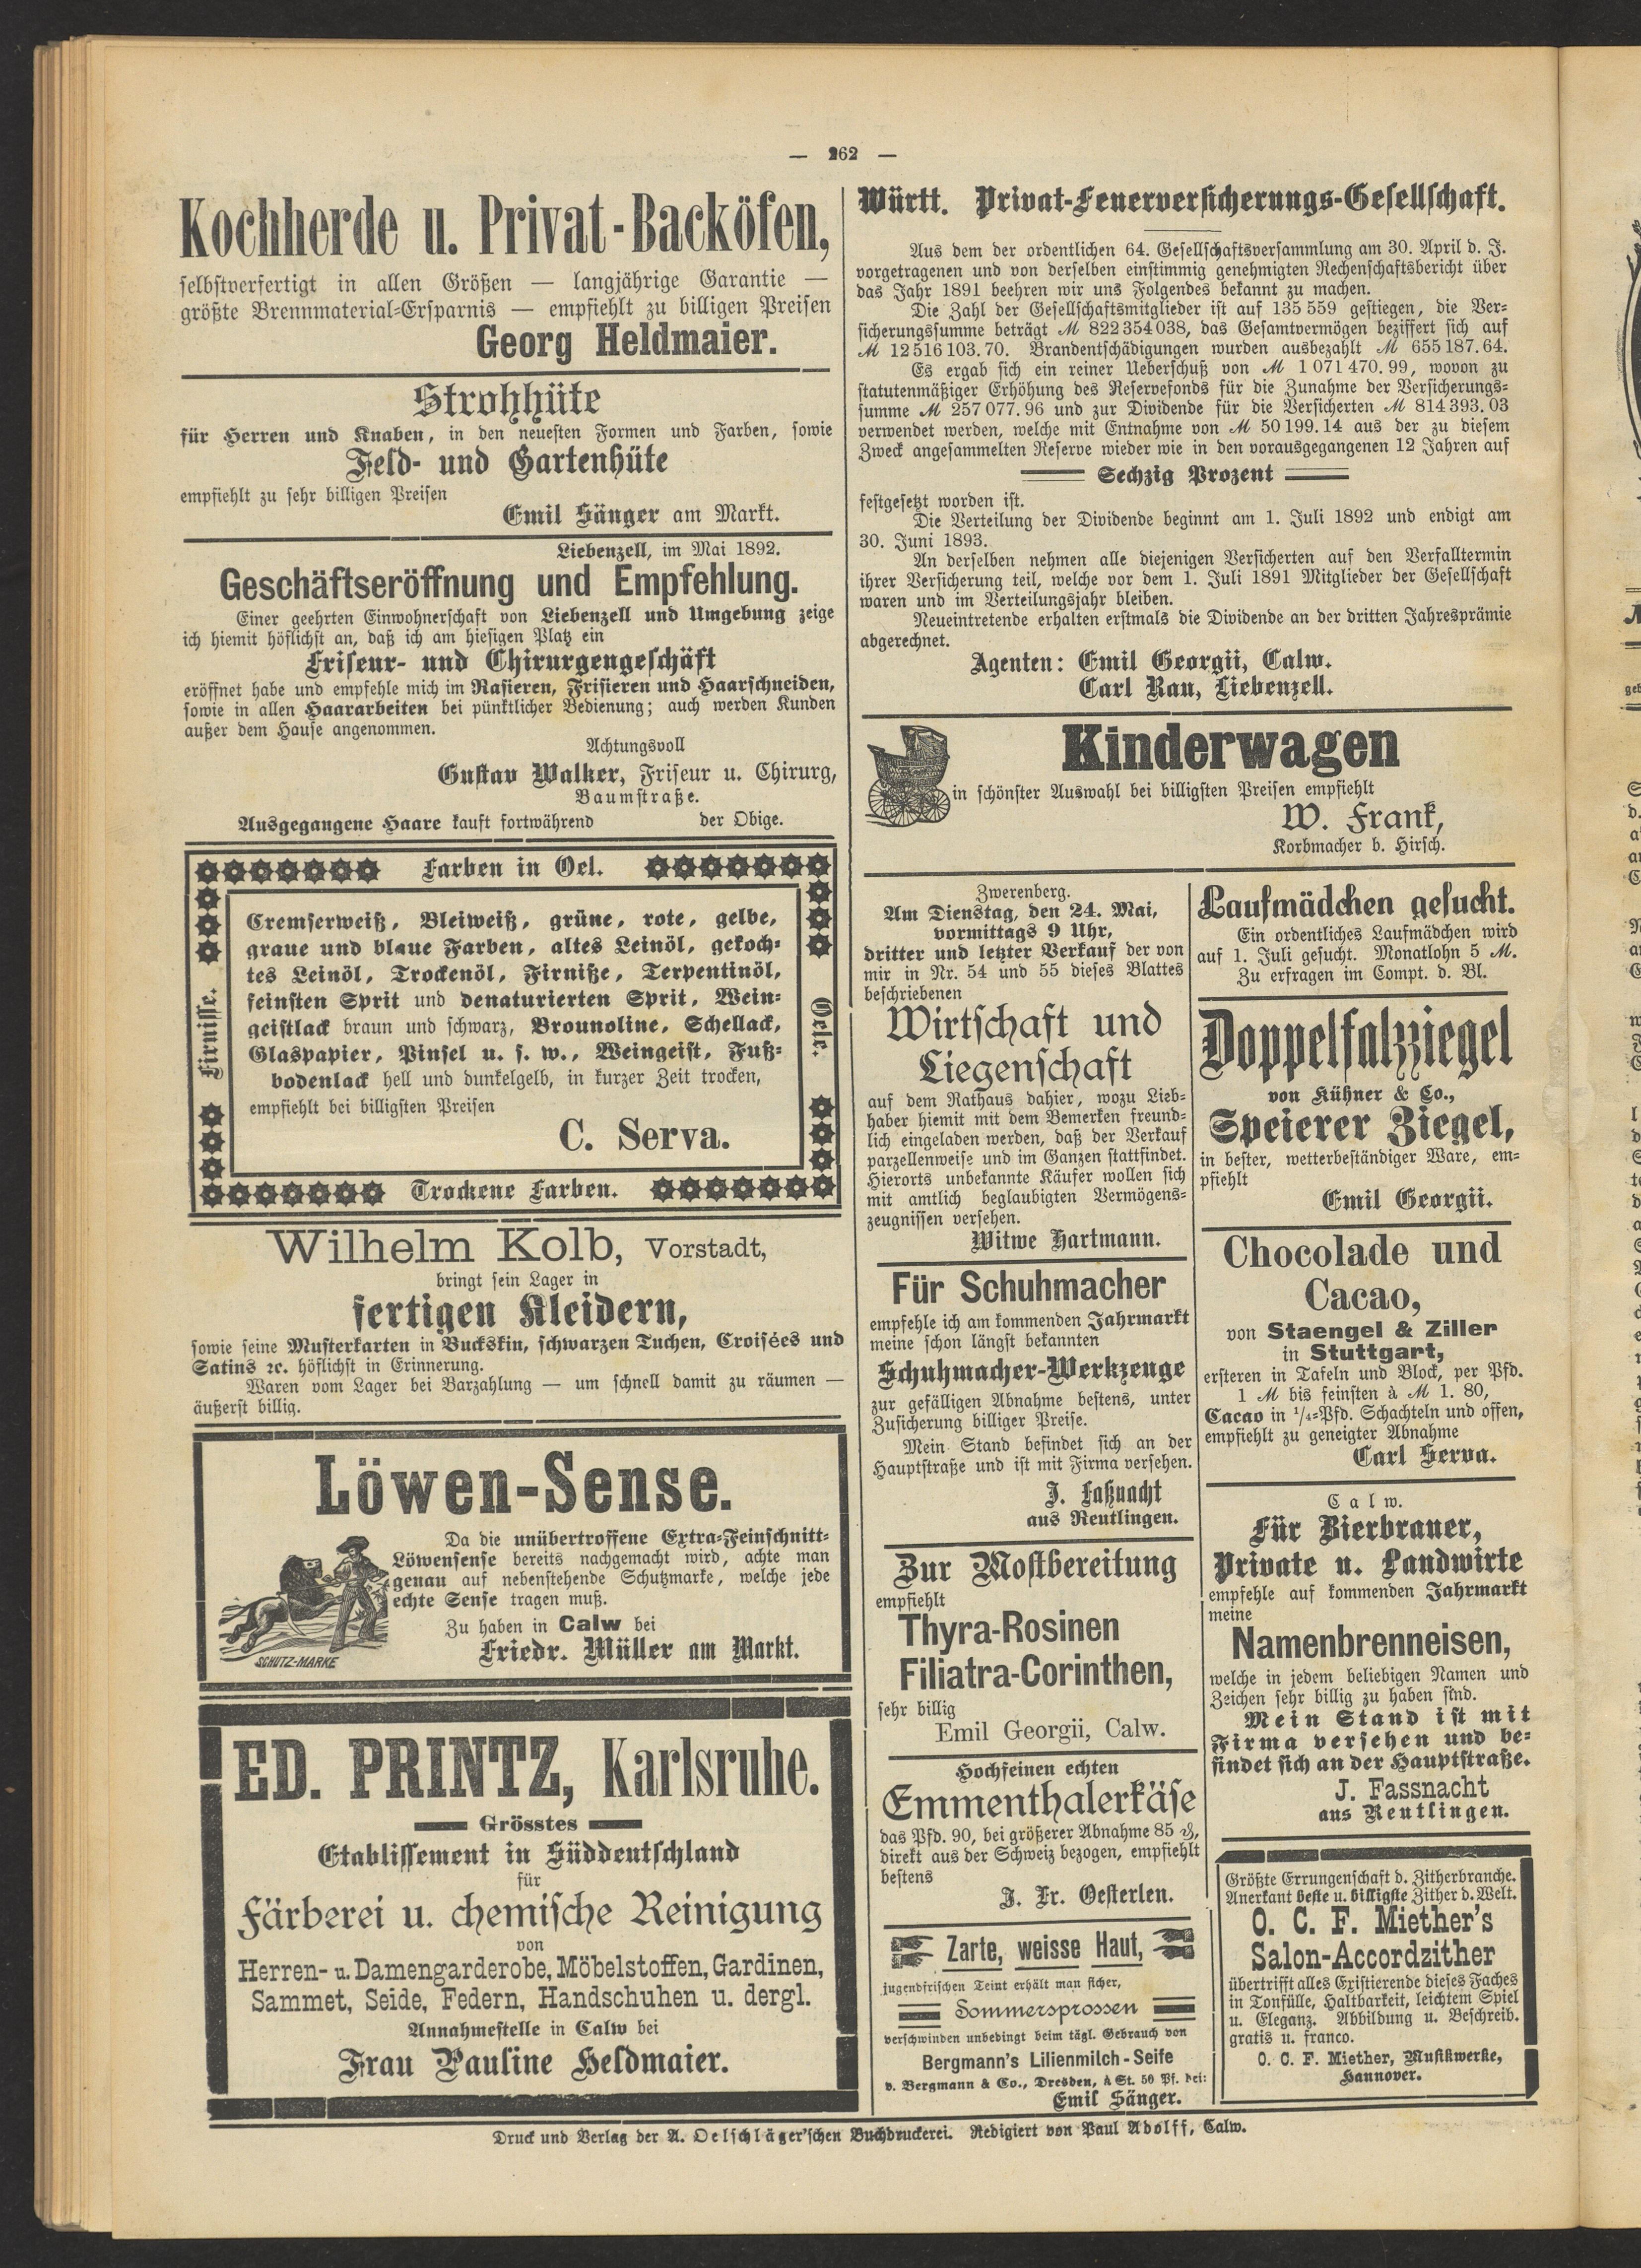 — 262 —
Kochherde u. Privat-Backöfen,
selbstverfertigt in allen Größen — langjährige Garantie —
größte Brennmaterial-Ersparnis — empfiehlt zu billigen Preisen
Georg Heldmaier.
Strohhüte
für Herren und Knaben, in den neuesten Formen und Farben, sowie
Feld- und Gartenhüte
empfiehlt zu sehr billigen Preisen
Emil Sänger am Markt.
Liebenzell, im Mai 1892.
Geschäftseröffnung und Empfehlung.
Einer geehrten Einwohnerschaft von Liebenzell und Umgebung zeige
ich hiemit höflichst an, daß ich am hiesigen Platz ein
Friseur- und Chirurgengeschäft
eröffnet habe und empfehle mich im Rasieren, Frisieren und Haarschneiden,
sowie in allen Haararbeiten bei pünktlicher Bedienung; auch werden Kunden
außer dem Hause angenommen.
Achtungsvoll
Gustav Walker, Friseur u. Chirurg,
Baumstraße.
Ausgegangene Haare kauft fortwährend der Obige.
Farben in Oel.
Firnisse.
Oele.
Cremserweiß, Bleiweiß, grüne, rote, gelbe,
graue und blaue Farben, altes Leinöl, gekoch-
tes Leinöl, Trockenöl, Firniße, Terpentinöl,
feinsten Sprit und denaturierten Sprit, Wein-
geistlack braun und schwarz, Brounoline, Schellack,
Glaspapier, Pinsel u. s. w., Weingeist, Fuß-
bodenlack hell und dunkelgelb, in kurzer Zeit trocken,
empfiehlt bei billigsten Preisen
C. Serva.
Trockene Farben.
Wilhelm Kolb, Vorstadt,
bringt sein Lager in
fertigen Kleidern,
sowie seine Musterkarten in Buckskin, schwarzen Tuchen, Croisées und
Satins ꝛc. höflichst in Erinnerung.
Waren vom Lager bei Barzahlung — um schnell damit zu räumen —
äußerst billig.
Löwen-Sense.
Da die unübertroffene Extra-Feinschnitt-
Löwensense bereits nachgemacht wird, achte man
genau auf nebenstehende Schutzmarke, welche jede
echte Sense tragen muß.
Zu haben in Calw bei
Friedr. Müller am Markt.
SCHUTZ-MARKE
ED. PRINTZ, Karlsruhe.
Grösstes
Etablissement in Süddeutschland
für
Färberei u. chemische Reinigung
von
Herren- u. Damengarderobe, Möbelstoffen, Gardinen,
Sammet, Seide, Federn, Handschuhen u. dergl.
Annahmestelle in Calw bei
Frau Pauline Heldmaier.
Württ. Privat-Feuerversicherungs-Gesellschaft.
Aus dem der ordentlichen 64. Gesellschaftsversammlung am 30. April d. J.
vorgetragenen und von derselben einstimmig genehmigten Rechenschaftsbericht über
das Jahr 1891 beehren wir uns Folgendes bekannt zu machen.
Die Zahl der Gesellschaftsmitglieder ist auf 135 559 gestiegen, die Ver-
sicherungssumme beträgt M 822 354 038, das Gesamtvermögen beziffert sich auf
M 12 516 103. 70. Brandentschädigungen wurden ausbezahlt M 655 187. 64.
Es ergab sich ein reiner Ueberschuß von M 1 071 470. 99, wovon zu
statutenmäßiger Erhöhung des Reservefonds für die Zunahme der Versicherungs-
summe M 257 077. 96 und zur Dividende für die Versicherten M 814 393. 03
verwendet werden, welche mit Entnahme von M 50 199. 14 aus der zu diesem
Zweck angesammelten Reserve wieder wie in den vorausgegangenen 12 Jahren auf
Sechzig Prozent
festgesetzt worden ist.
Die Verteilung der Dividende beginnt am 1. Juli 1892 und endigt am
30. Juni 1893.
An derselben nehmen alle diejenigen Versicherten auf den Verfalltermin
ihrer Versicherung teil, welche vor dem 1. Juli 1891 Mitglieder der Gesellschaft
waren und im Verteilungsjahr bleiben.
Neueintretende erhalten erstmals die Dividende an der dritten Jahresprämie
abgerechnet.
Agenten: Emil Georgii, Calw.
Carl Rau, Liebenzell.
Kinderwagen
in schönster Auswahl bei billigsten Preisen empfiehlt
W. Frank,
Korbmacher b. Hirsch.
Zwerenberg.
Am Dienstag, den 24. Mai,
vormittags 9 Uhr,
dritter und letzter Verkauf der von
mir in Nr. 54 und 55 dieses Blattes
beschriebenen
Wirtschaft und
Liegenschaft
auf dem Rathaus dahier, wozu Lieb-
haber hiemit mit dem Bemerken freund-
lich eingeladen werden, daß der Verkauf
parzellenweise und im Ganzen stattfindet.
Hierorts unbekannte Käufer wollen sich
mit amtlich beglaubigten Vermögens-
zeugnissen versehen.
Witwe Hartmann.
Für Schuhmacher
empfehle ich am kommenden Jahrmarkt
meine schon längst bekannten
Schuhmacher-Werkzeuge
zur gefälligen Abnahme bestens, unter
Zusicherung billiger Preise.
Mein Stand befindet sich an der
Hauptstraße und ist mit Firma versehen.
J. Faßnacht
aus Reutlingen.
Zur Mostbereitung
empfiehlt
Thyra-Rosinen
Filiatra-Corinthen,
sehr billig
Emil Georgii, Calw.
Hochfeinen echten
Emmenthalerkäse
das Pfd. 90, bei größerer Abnahme 85 ₰,
direkt aus der Schweiz bezogen, empfiehlt
bestens
J. Fr. Oesterlen.
Zarte, weisse Haut,
jugendfrischen Teint erhält man sicher,
Sommersprossen
verschwinden unbedingt beim tägl. Gebrauch von
Bergmann's Lilienmilch-Seife
v. Bergmann & Co., Dresden, à St. 50 Pf. bei:
Emil Sänger.
Laufmädchen gesucht.
Ein ordentliches Laufmädchen wird
auf 1. Juli gesucht. Monatlohn 5 M.
Zu erfragen im Compt. d. Bl.
Doppelfalzziegel
von Kühner & Co.,
Speierer Ziegel,
in bester, wetterbeständiger Ware, em-
pfiehlt
Emil Georgii.
Chocolade und
Cacao,
von Staengel & Ziller
in Stuttgart,
ersteren in Tafeln und Block, per Pfd.
1 M bis feinsten à M 1. 80,
Cacao in 1/4-Pfd. Schachteln und offen,
empfiehlt zu geneigter Abnahme
Carl Serva.
Calw.
Für Bierbrauer,
Private u. Landwirte
empfehle auf kommenden Jahrmarkt
meine
Namenbrenneisen,
welche in jedem beliebigen Namen und
Zeichen sehr billig zu haben sind.
Mein Stand ist mit
Firma versehen und be-
findet sich an der Hauptstraße.
J. Fassnacht
aus Reutlingen.
Größte Errungenschaft d. Zitherbranche.
Anerkant beste u. billigste Zither d. Welt.
O. C. F. Miether's
Salon-Accordzither
übertrifft alles Existierende dieses Faches
in Tonfülle, Haltbarkeit, leichtem Spiel
u. Eleganz. Abbildung u. Beschreib.
gratis u. franco.
O. C. F. Miether, Musikwerke,
Hannover.
Druck und Verlag der A. Oelschläger'schen Buchdruckerei. Redigiert von Paul Adolff, Calw.